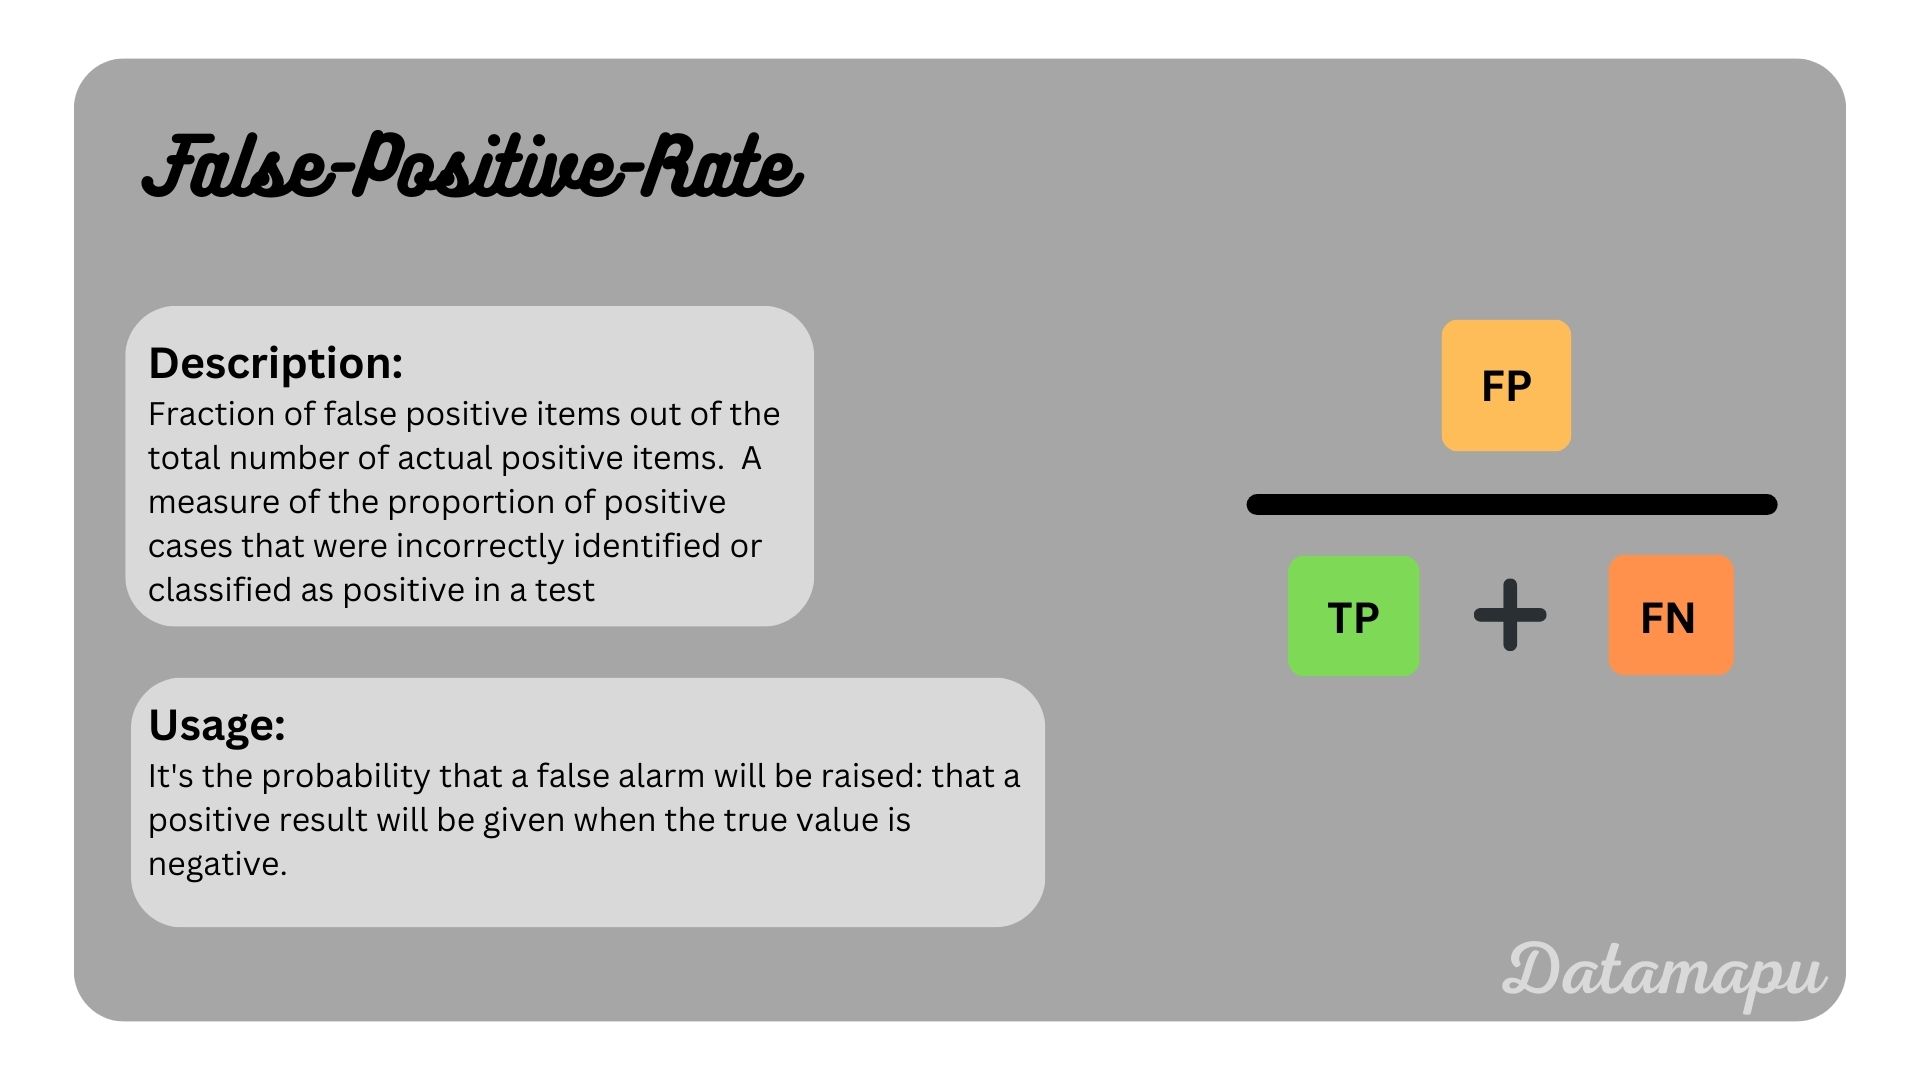 False-Positive-Rate
Description:
Fraction of false positive items out of the
total number of actual positive items.  A
measure of the proportion of positive
cases that were incorrectly identified or
classified as positive in a test
FP
TP + FN
Usage:
It's the probability that a false alarm will be raised: that a
positive result will be given when the true value is
negative.
Datamapu